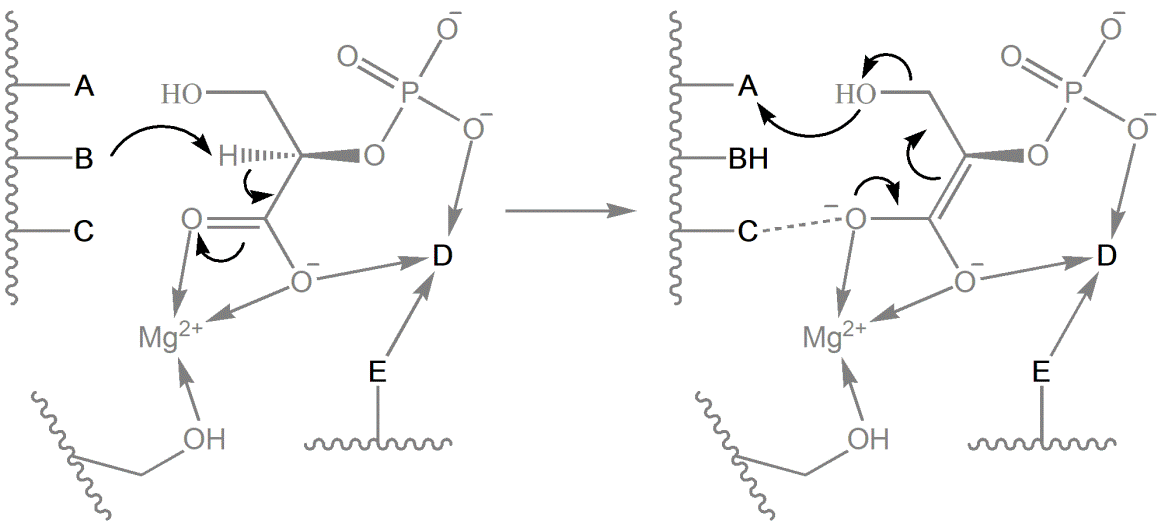 O⁻ O⁻
O O
A P A P
HO HO
O⁻ O⁻
B H O BH O
O ⁻O
C C
D D
O⁻ O⁻
Mg²⁺ Mg²⁺
E E
OH OH